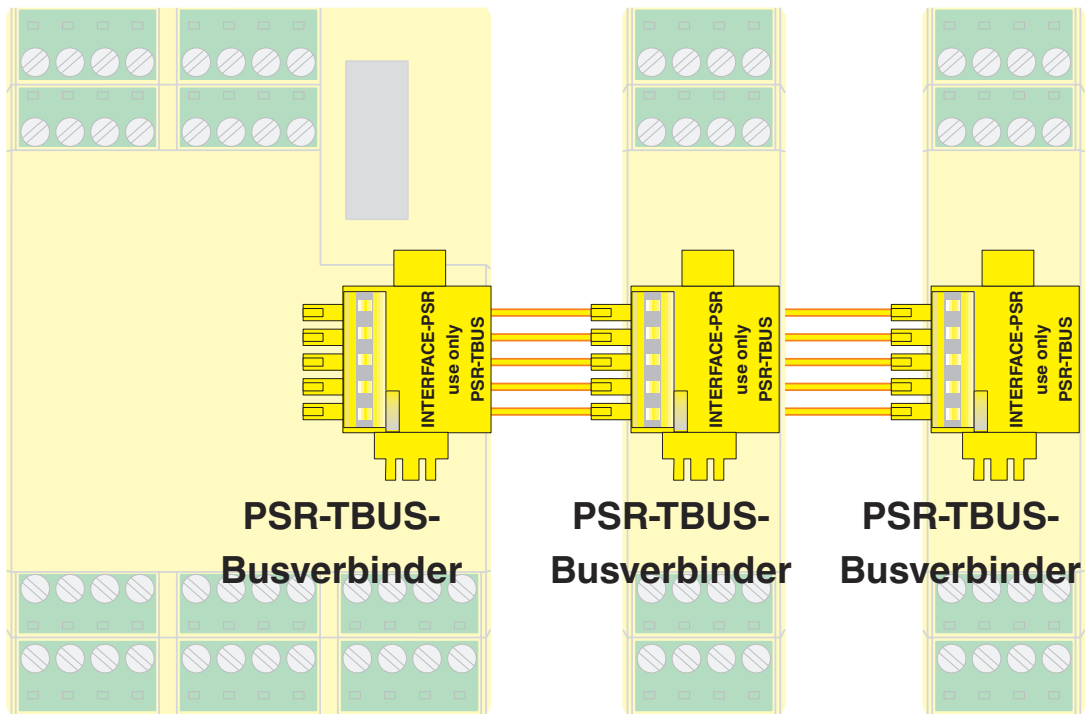 INTERFACE-PSR
use only
PSR-TBUS
INTERFACE-PSR
use only
PSR-TBUS
INTERFACE-PSR
use only
PSR-TBUS
PSR-TBUS-
Busverbinder
PSR-TBUS-
Busverbinder
PSR-TBUS-
Busverbinder